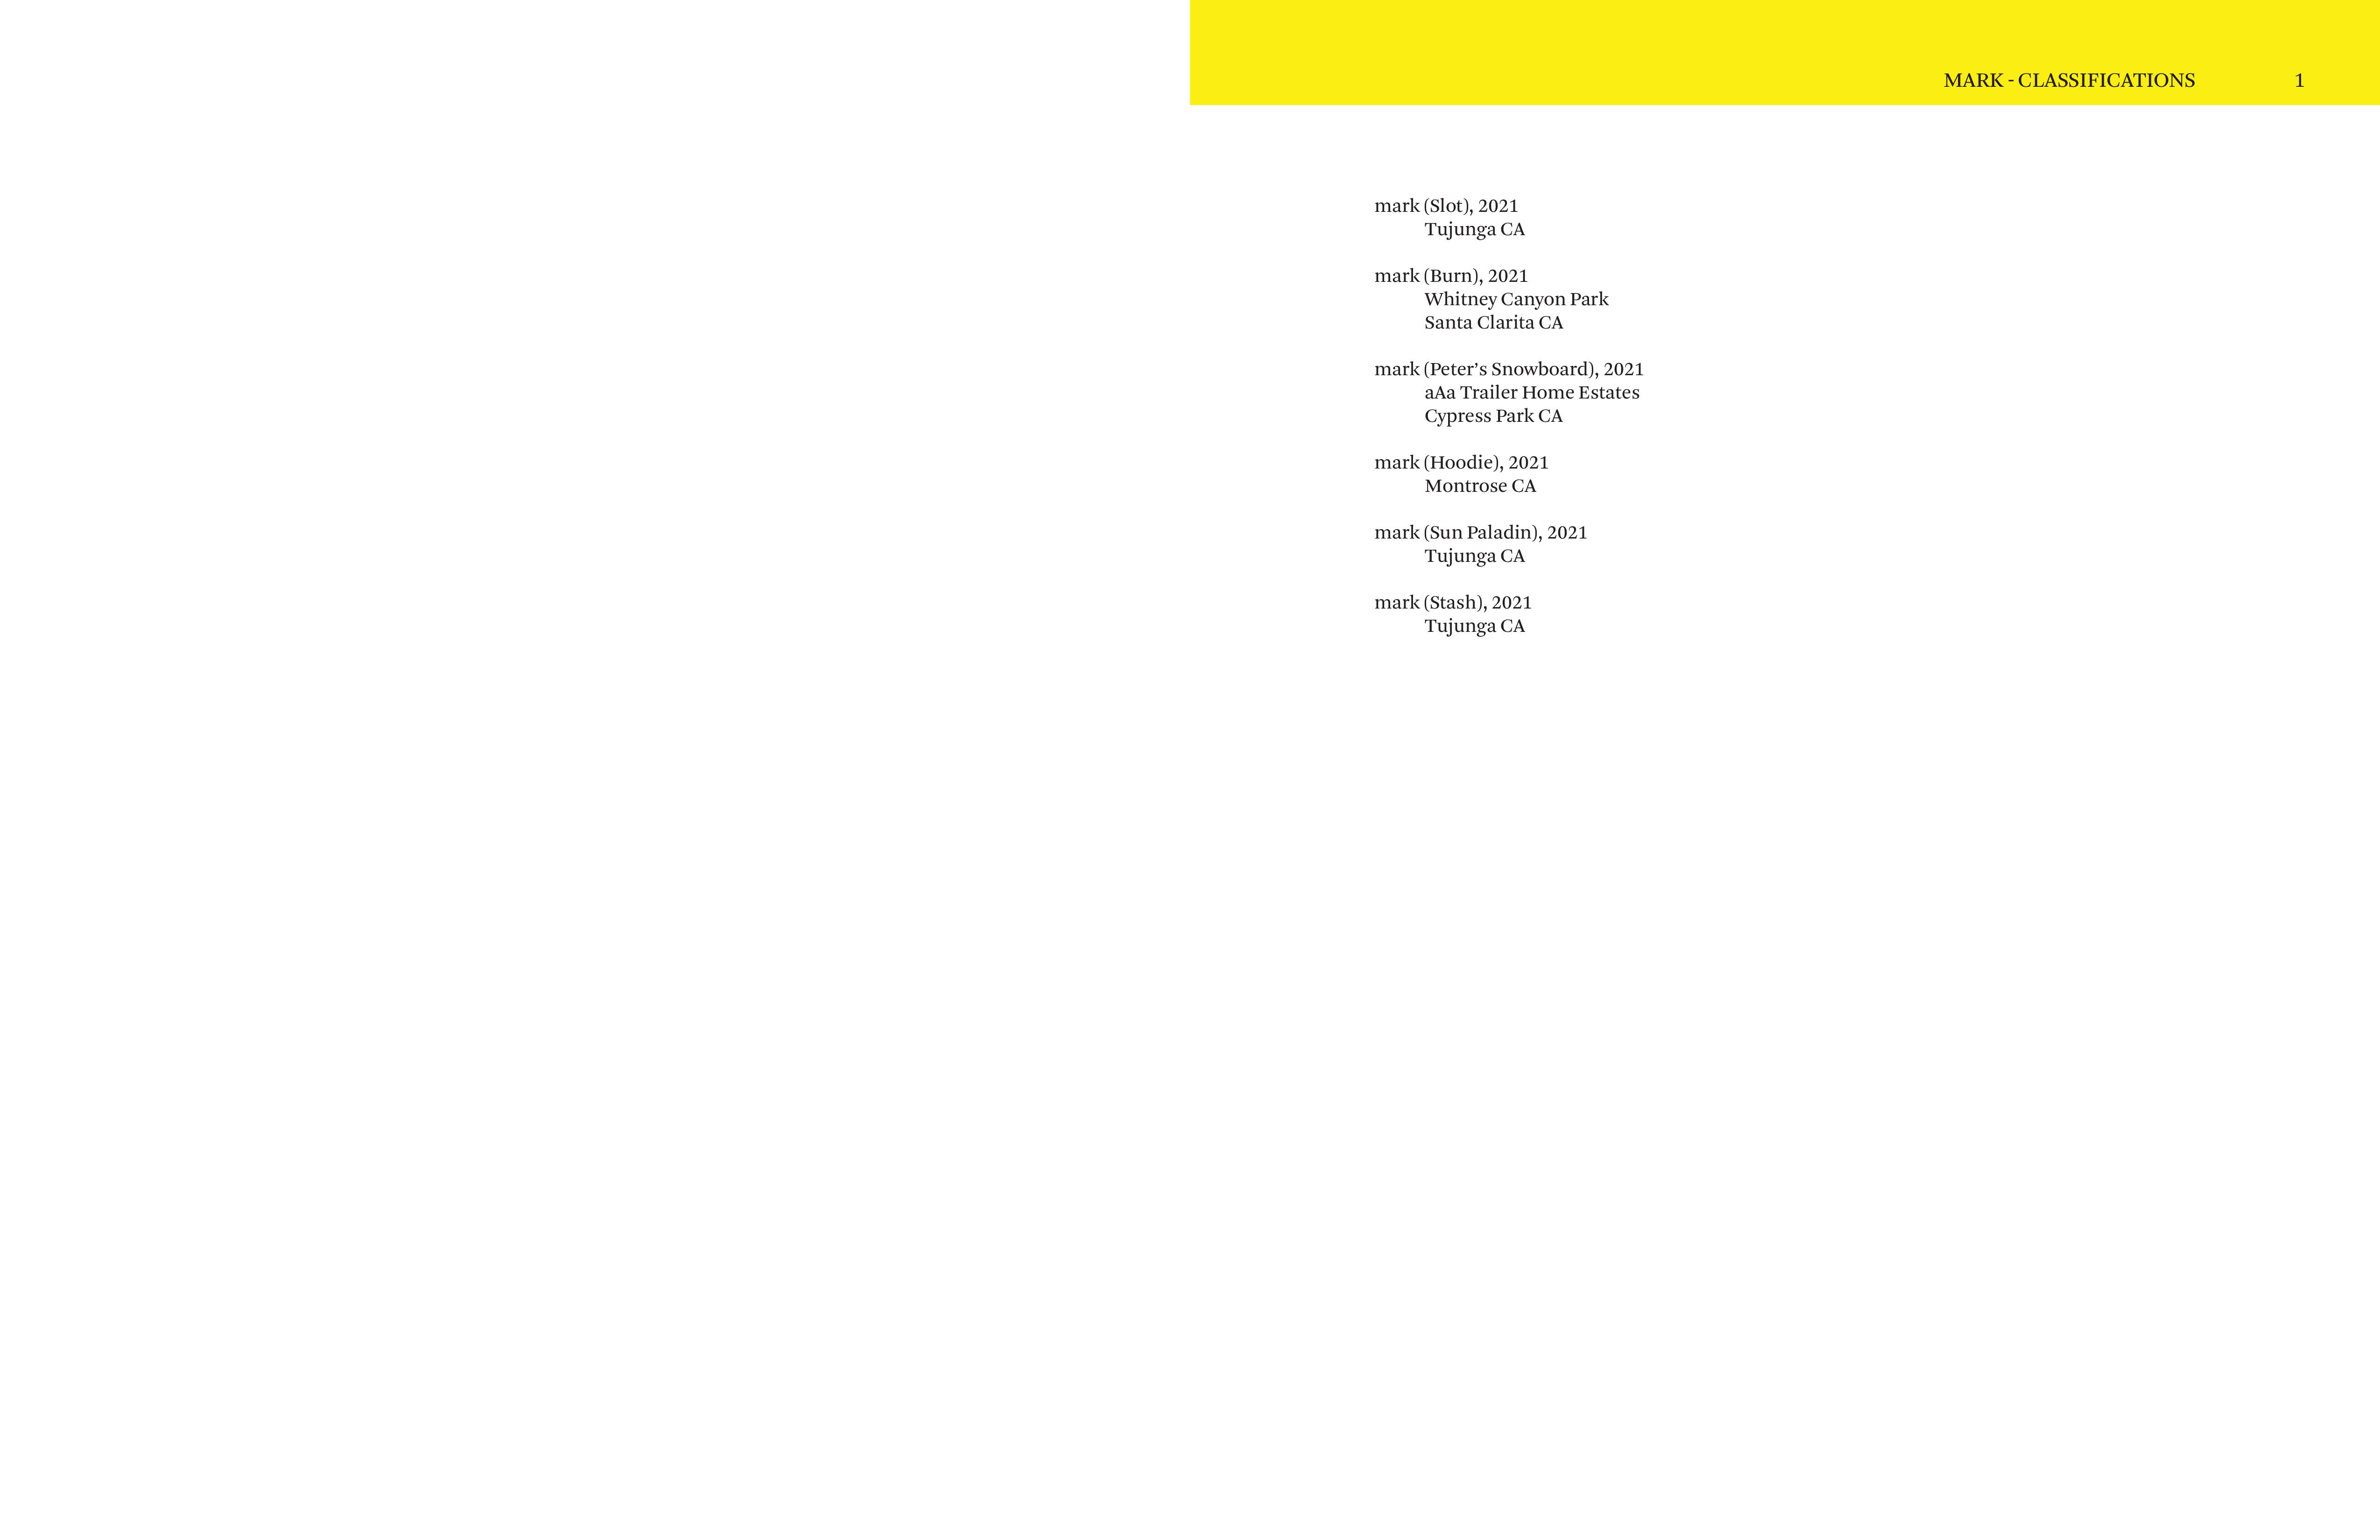 MARK - CLASSIFICATIONS 1
mark (Slot), 2021
Tujunga CA
mark (Burn), 2021
Whitney Canyon Park
Santa Clarita CA
mark (Peter’s Snowboard), 2021
aAa Trailer Home Estates
Cypress Park CA
mark (Hoodie), 2021
Montrose CA
mark (Sun Paladin), 2021
Tujunga CA
mark (Stash), 2021
Tujunga CA